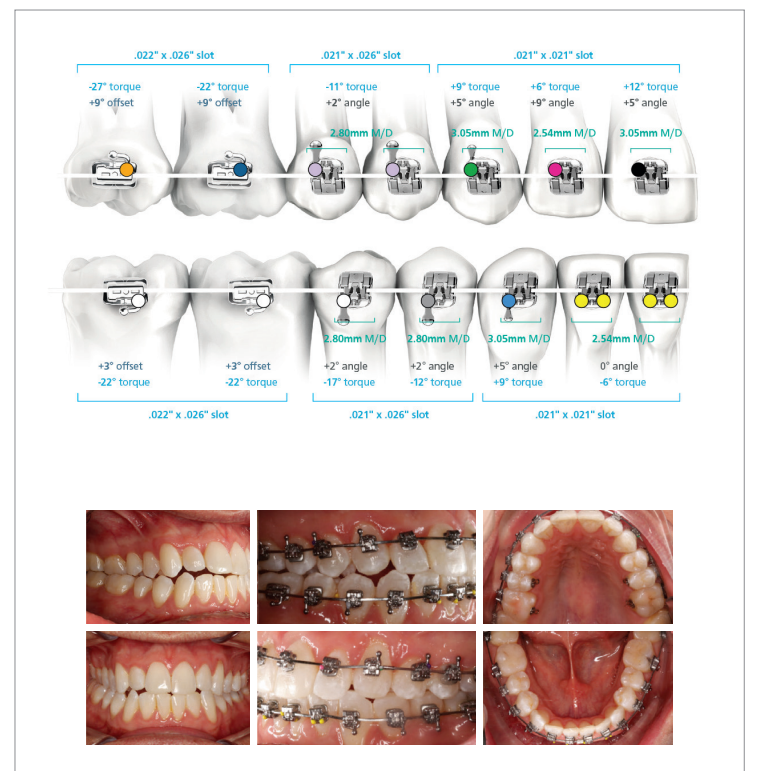 .022" x .026" slot .021" x .026" slot .021" x .021" slot
-27° torque -22° torque -11° torque +9° torque +6° torque +12° torque
+9° offset +9° offset +2° angle +5° angle +9° angle +5° angle
2.80mm M/D 3.05mm M/D 2.54mm M/D 3.05mm M/D
2.80mm M/D 2.80mm M/D 3.05mm M/D 2.54mm M/D
+3° offset +3° offset +2° angle +2° angle +5° angle 0° angle
-22° torque -22° torque -17° torque -12° torque +9° torque -6° torque
.022" x .026" slot .021" x .026" slot .021" x .021" slot